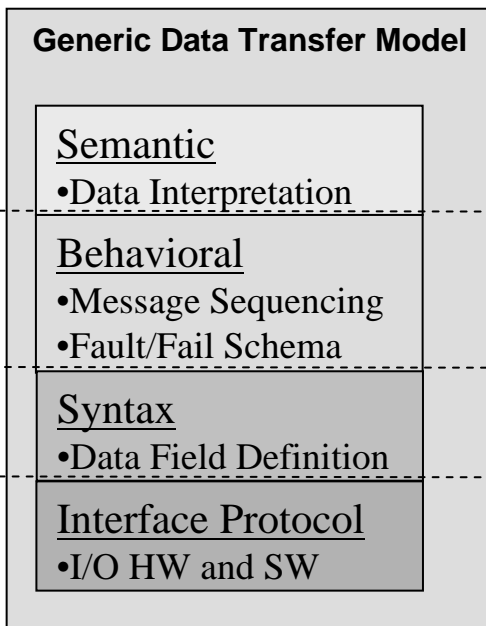 Generic Data Transfer Model
Semantic
•Data Interpretation
Behavioral
•Message Sequencing
•Fault/Fail Schema
Syntax
•Data Field Definition
Interface Protocol
•I/O HW and SW